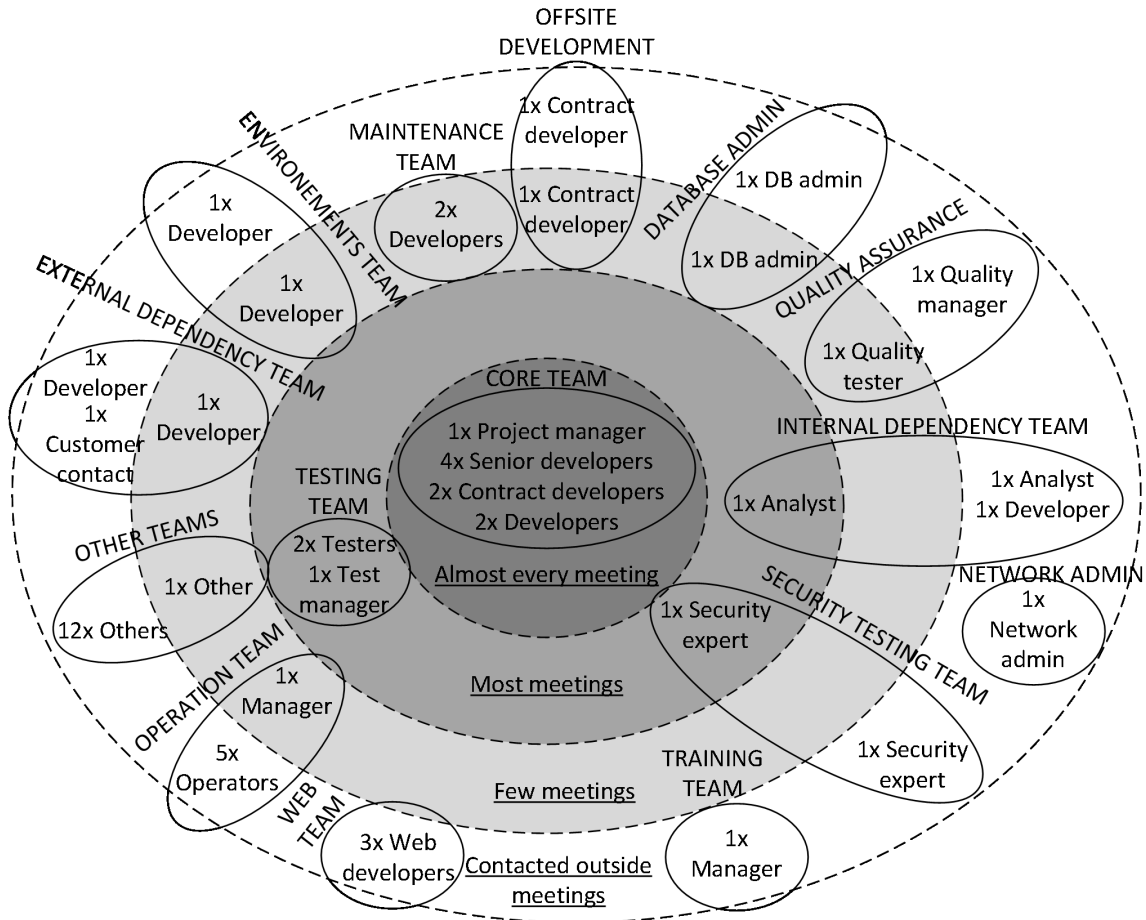 OFFSITE
DEVELOPMENT
1x Contract
developer
1x Contract
developer
MAINTENANCE
TEAM
2x
Developers
ENVIRONEMENTS TEAM
1x
Developer
1x
Developer
DATABASE ADMIN
1x DB admin
1x DB admin
QUALITY ASSURANCE
1x Quality
manager
1x Quality
tester
EXTERNAL DEPENDENCY TEAM
1x
Developer
1x
Customer
contact
1x
Developer
CORE TEAM
1x Project manager
4x Senior developers
2x Contract developers
2x Developers
Almost every meeting
INTERNAL DEPENDENCY TEAM
1x Analyst
1x Analyst
1x Developer
TESTING
TEAM
2x Testers
1x Test
manager
OTHER TEAMS
1x Other
12x Others
NETWORK ADMIN
1x
Network
admin
SECURITY TESTING TEAM
1x Security
expert
1x Security
expert
OPERATION TEAM
1x
Manager
5x
Operators
Most meetings
Few meetings
WEB
TEAM
3x Web
developers
TRAINING
TEAM
1x
Manager
Contacted outside
meetings